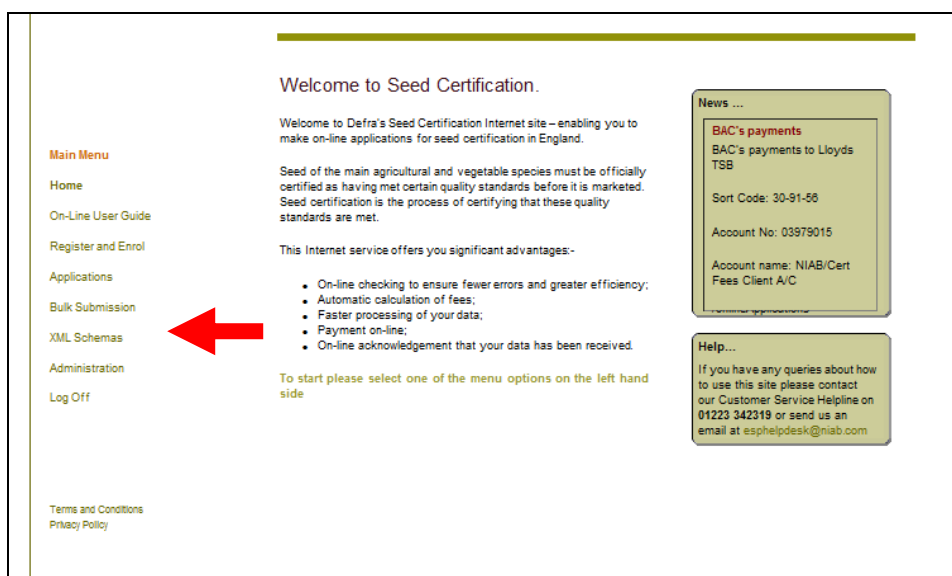 Main Menu
Home
On-Line User Guide
Register and Enrol
Applications
Bulk Submission
XML Schemas
Administration
Log Off
Terms and Conditions
Privacy Policy
Welcome to Seed Certification.
Welcome to Defra's Seed Certification Internet site – enabling you to
make on-line applications for seed certification in England.
Seed of the main agricultural and vegetable species must be officially
certified as having met certain quality standards before it is marketed.
Seed certification is the process of certifying that these quality
standards are met.
This Internet service offers you significant advantages:-
• On-line checking to ensure fewer errors and greater efficiency;
• Automatic calculation of fees;
• Faster processing of your data;
• Payment on-line;
• On-line acknowledgement that your data has been received.
To start please select one of the menu options on the left hand
side
News ...
BAC's payments
BAC's payments to Lloyds
TSB
Sort Code: 30-91-56
Account No: 03979015
Account name: NIAB/Cert
Fees Client A/C
Help...
If you have any queries about how
to use this site please contact
our Customer Service Helpline on
01223 342319 or send us an
email at esphelpdesk@niab.com